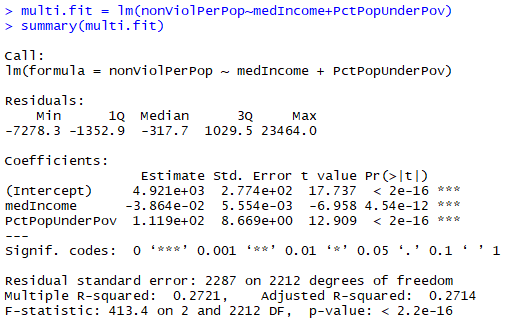 > multi.fit = lm(nonViolPerPop~medIncome+PctPopUnderPov)
> summary(multi.fit)
Call:
lm(formula = nonViolPerPop ~ medIncome + PctPopUnderPov)
Residuals:
Min 1Q Median 3Q Max
-7278.3 -1352.9 -317.7 1029.5 23464.0
Coefficients:
Estimate Std. Error t value Pr(>|t|)
(Intercept) 4.921e+03 2.774e+02 17.737 < 2e-16 ***
medIncome -3.864e-02 5.554e-03 -6.958 4.54e-12 ***
PctPopUnderPov 1.119e+02 8.669e+00 12.909 < 2e-16 ***
---
Signif. codes: 0 ‘***’ 0.001 ‘**’ 0.01 ‘*’ 0.05 ‘.’ 0.1 ‘ ’ 1
Residual standard error: 2287 on 2212 degrees of freedom
Multiple R-squared: 0.2721, Adjusted R-squared: 0.2714
F-statistic: 413.4 on 2 and 2212 DF, p-value: < 2.2e-16